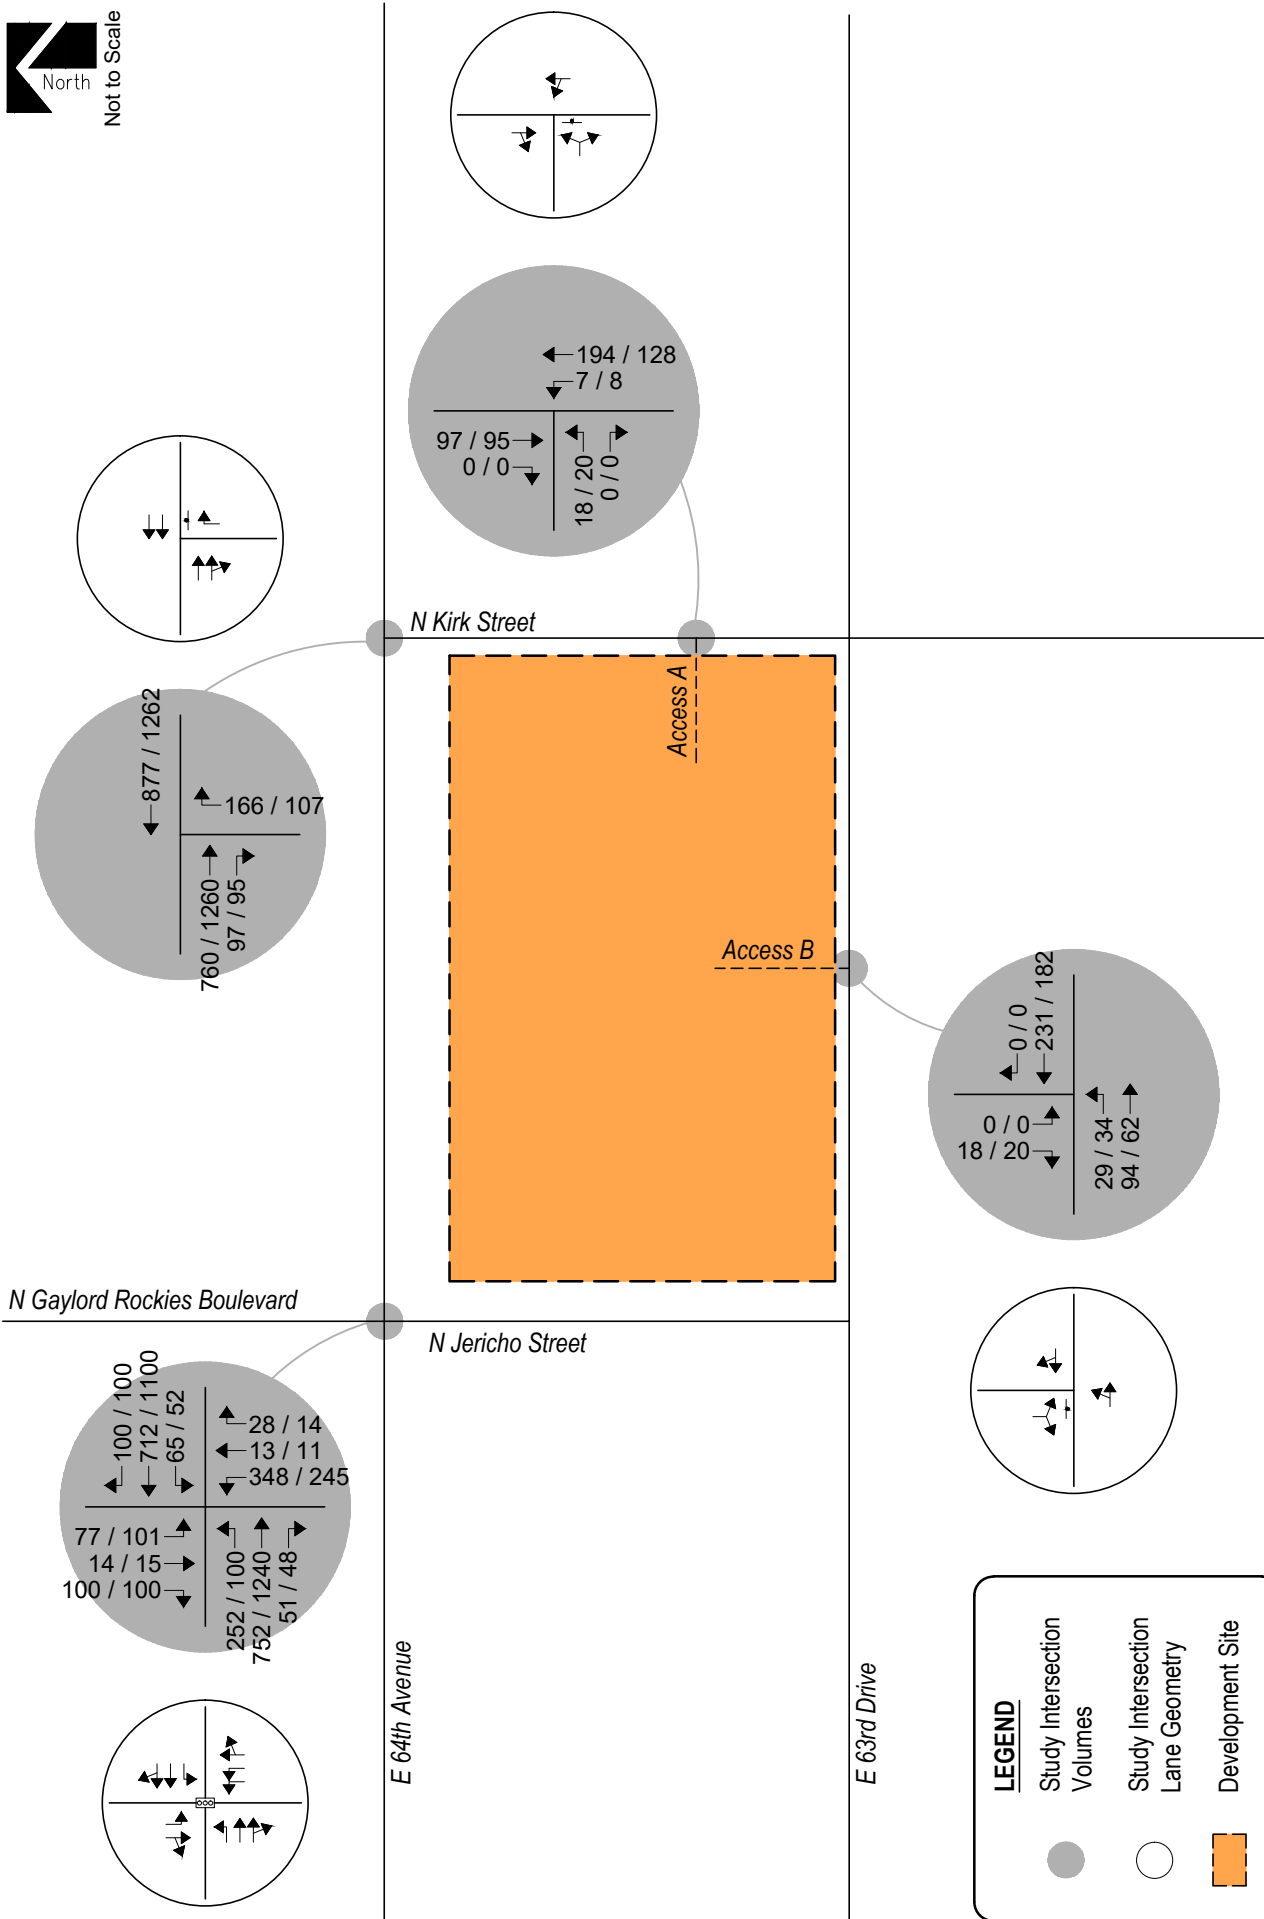 North
Not to Scale
194 / 128
7 / 8
97 / 95
0 / 0
18 / 20
0 / 0
N Kirk Street
877 / 1262
166 / 107
760 / 1260
97 / 95
Access A
Access B
0 / 0
231 / 182
0 / 0
18 / 20
29 / 34
94 / 62
N Gaylord Rockies Boulevard
N Jericho Street
100 / 100
712 / 1100
65 / 52
28 / 14
13 / 11
348 / 245
77 / 101
14 / 15
100 / 100
252 / 100
752 / 1240
51 / 48
E 64th Avenue
E 63rd Drive
LEGEND
Study Intersection
Volumes
Study Intersection
Lane Geometry
Development Site